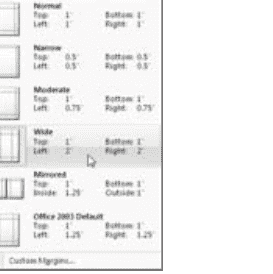 Normal
Top: 1" Bottom: 1"
Left: 1" Right: 1"
Narrow
Top: 0.5" Bottom: 0.5"
Left: 0.5" Right: 0.5"
Moderate
Top: 1" Bottom: 1"
Left: 0.75" Right: 0.75"
Wide
Top: 1" Bottom: 1"
Left: 2" Right: 2"
Mirrored
Top: 1" Bottom: 1"
Inside: 1.25" Outside: 1"
Office 2003 Default
Top: 1" Bottom: 1"
Left: 1.25" Right: 1.25"
Custom Margins...